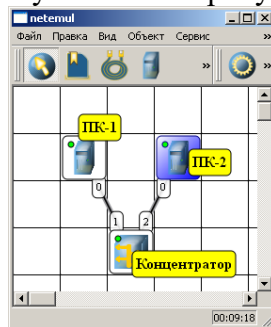 netemul
Файл Правка Вид Объект Сервис »
» »
ПК-1
ПК-2
0 0
1 2
Концентратор
00:09:18